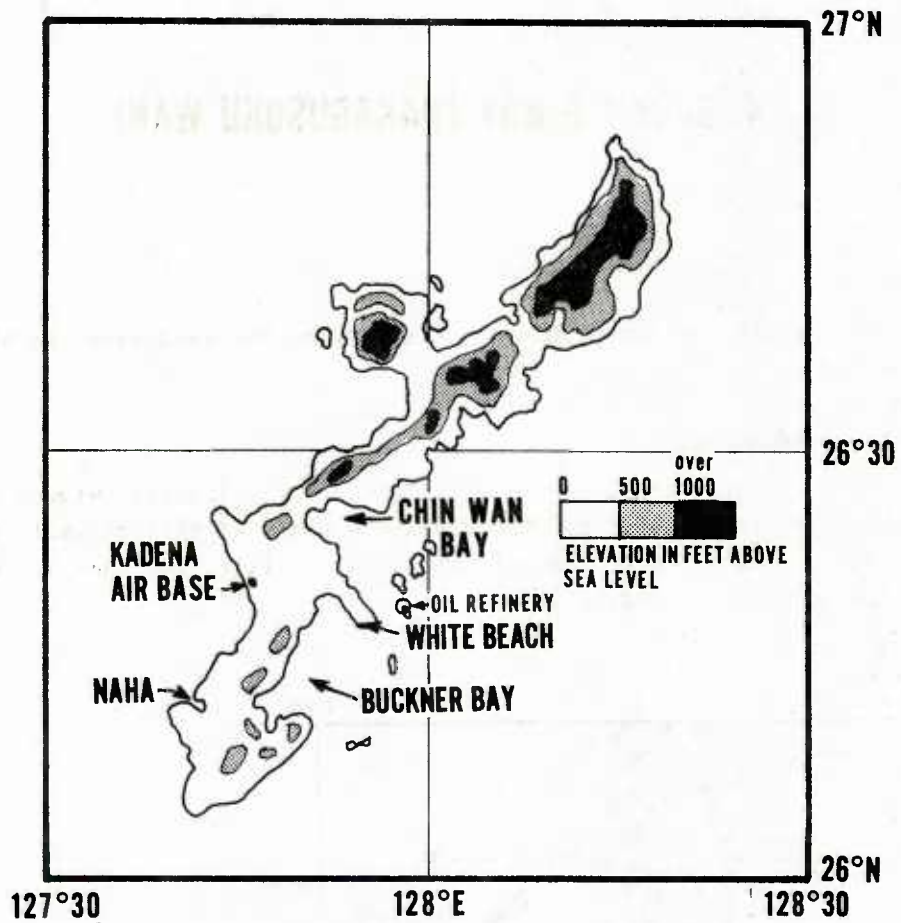 27°N
26°30
over
0 500 1000
ELEVATION IN FEET ABOVE
SEA LEVEL
CHIN WAN
BAY
KADENA
AIR BASE
OIL REFINERY
WHITE BEACH
NAHA
BUCKNER BAY
26°N
127°30 128°E 128°30